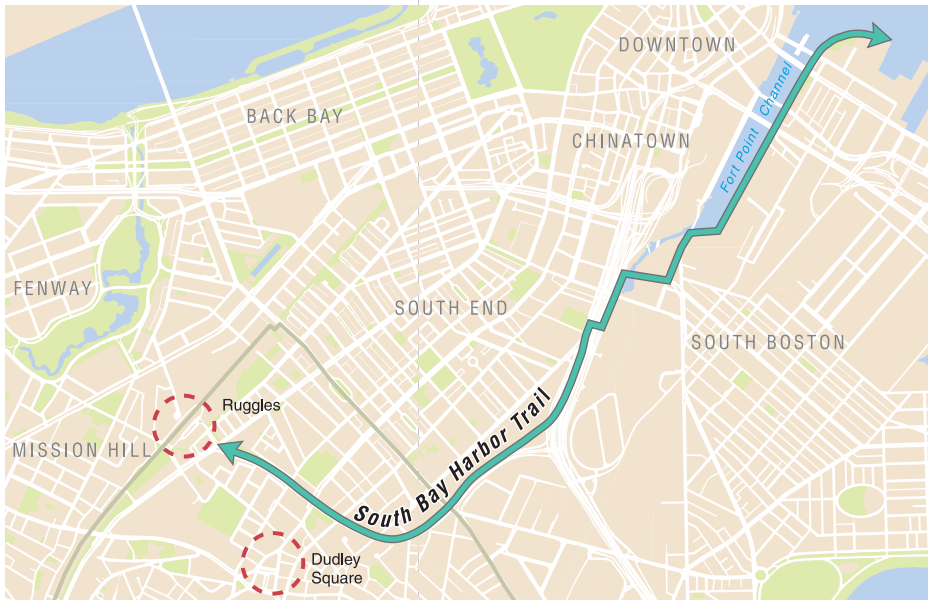 DOWNTOWN
BACK BAY
CHINATOWN
Fort Point Channel
FENWAY
SOUTH END
SOUTH BOSTON
Ruggles
MISSION HILL
South Bay Harbor Trail
Dudley
Square